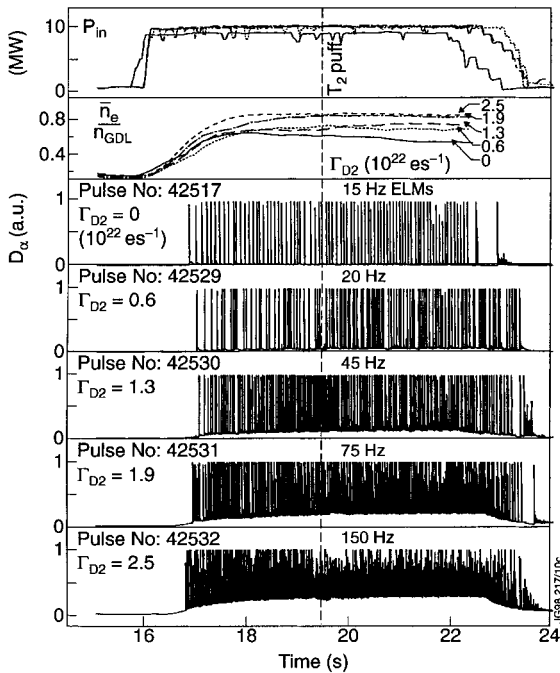 P_in
(MW)
10
5
0
T₂ puff
n̄_e
n_GDL
0.8
0.4
2.5
1.9
1.3
0.6
0
Γ_D2 (10²² es⁻¹)
D_α (a.u.)
Pulse No: 42517
15 Hz ELMs
Γ_D2 = 0
(10²² es⁻¹)
1
0
Pulse No: 42529
20 Hz
Γ_D2 = 0.6
1
0
Pulse No: 42530
45 Hz
Γ_D2 = 1.3
1
0
Pulse No: 42531
75 Hz
Γ_D2 = 1.9
1
0
Pulse No: 42532
150 Hz
Γ_D2 = 2.5
1
0
16 18 20 22 24
Time (s)
JG98.217/10c